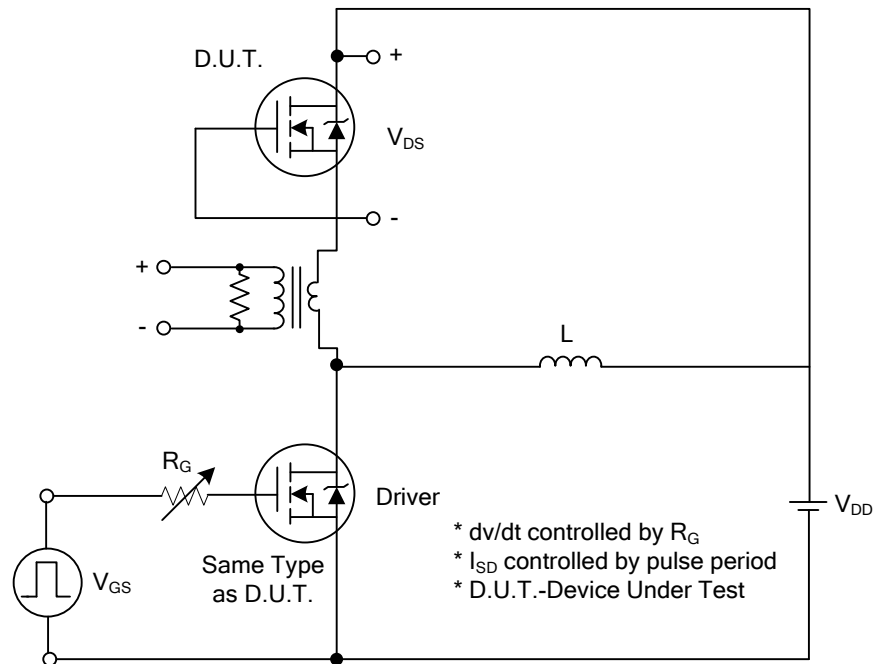 D.U.T.
+
V_DS
-
+
-
L
R_G
Driver
V_GS
Same Type
as D.U.T.
V_DD
* dv/dt controlled by R_G
* I_SD controlled by pulse period
* D.U.T.-Device Under Test